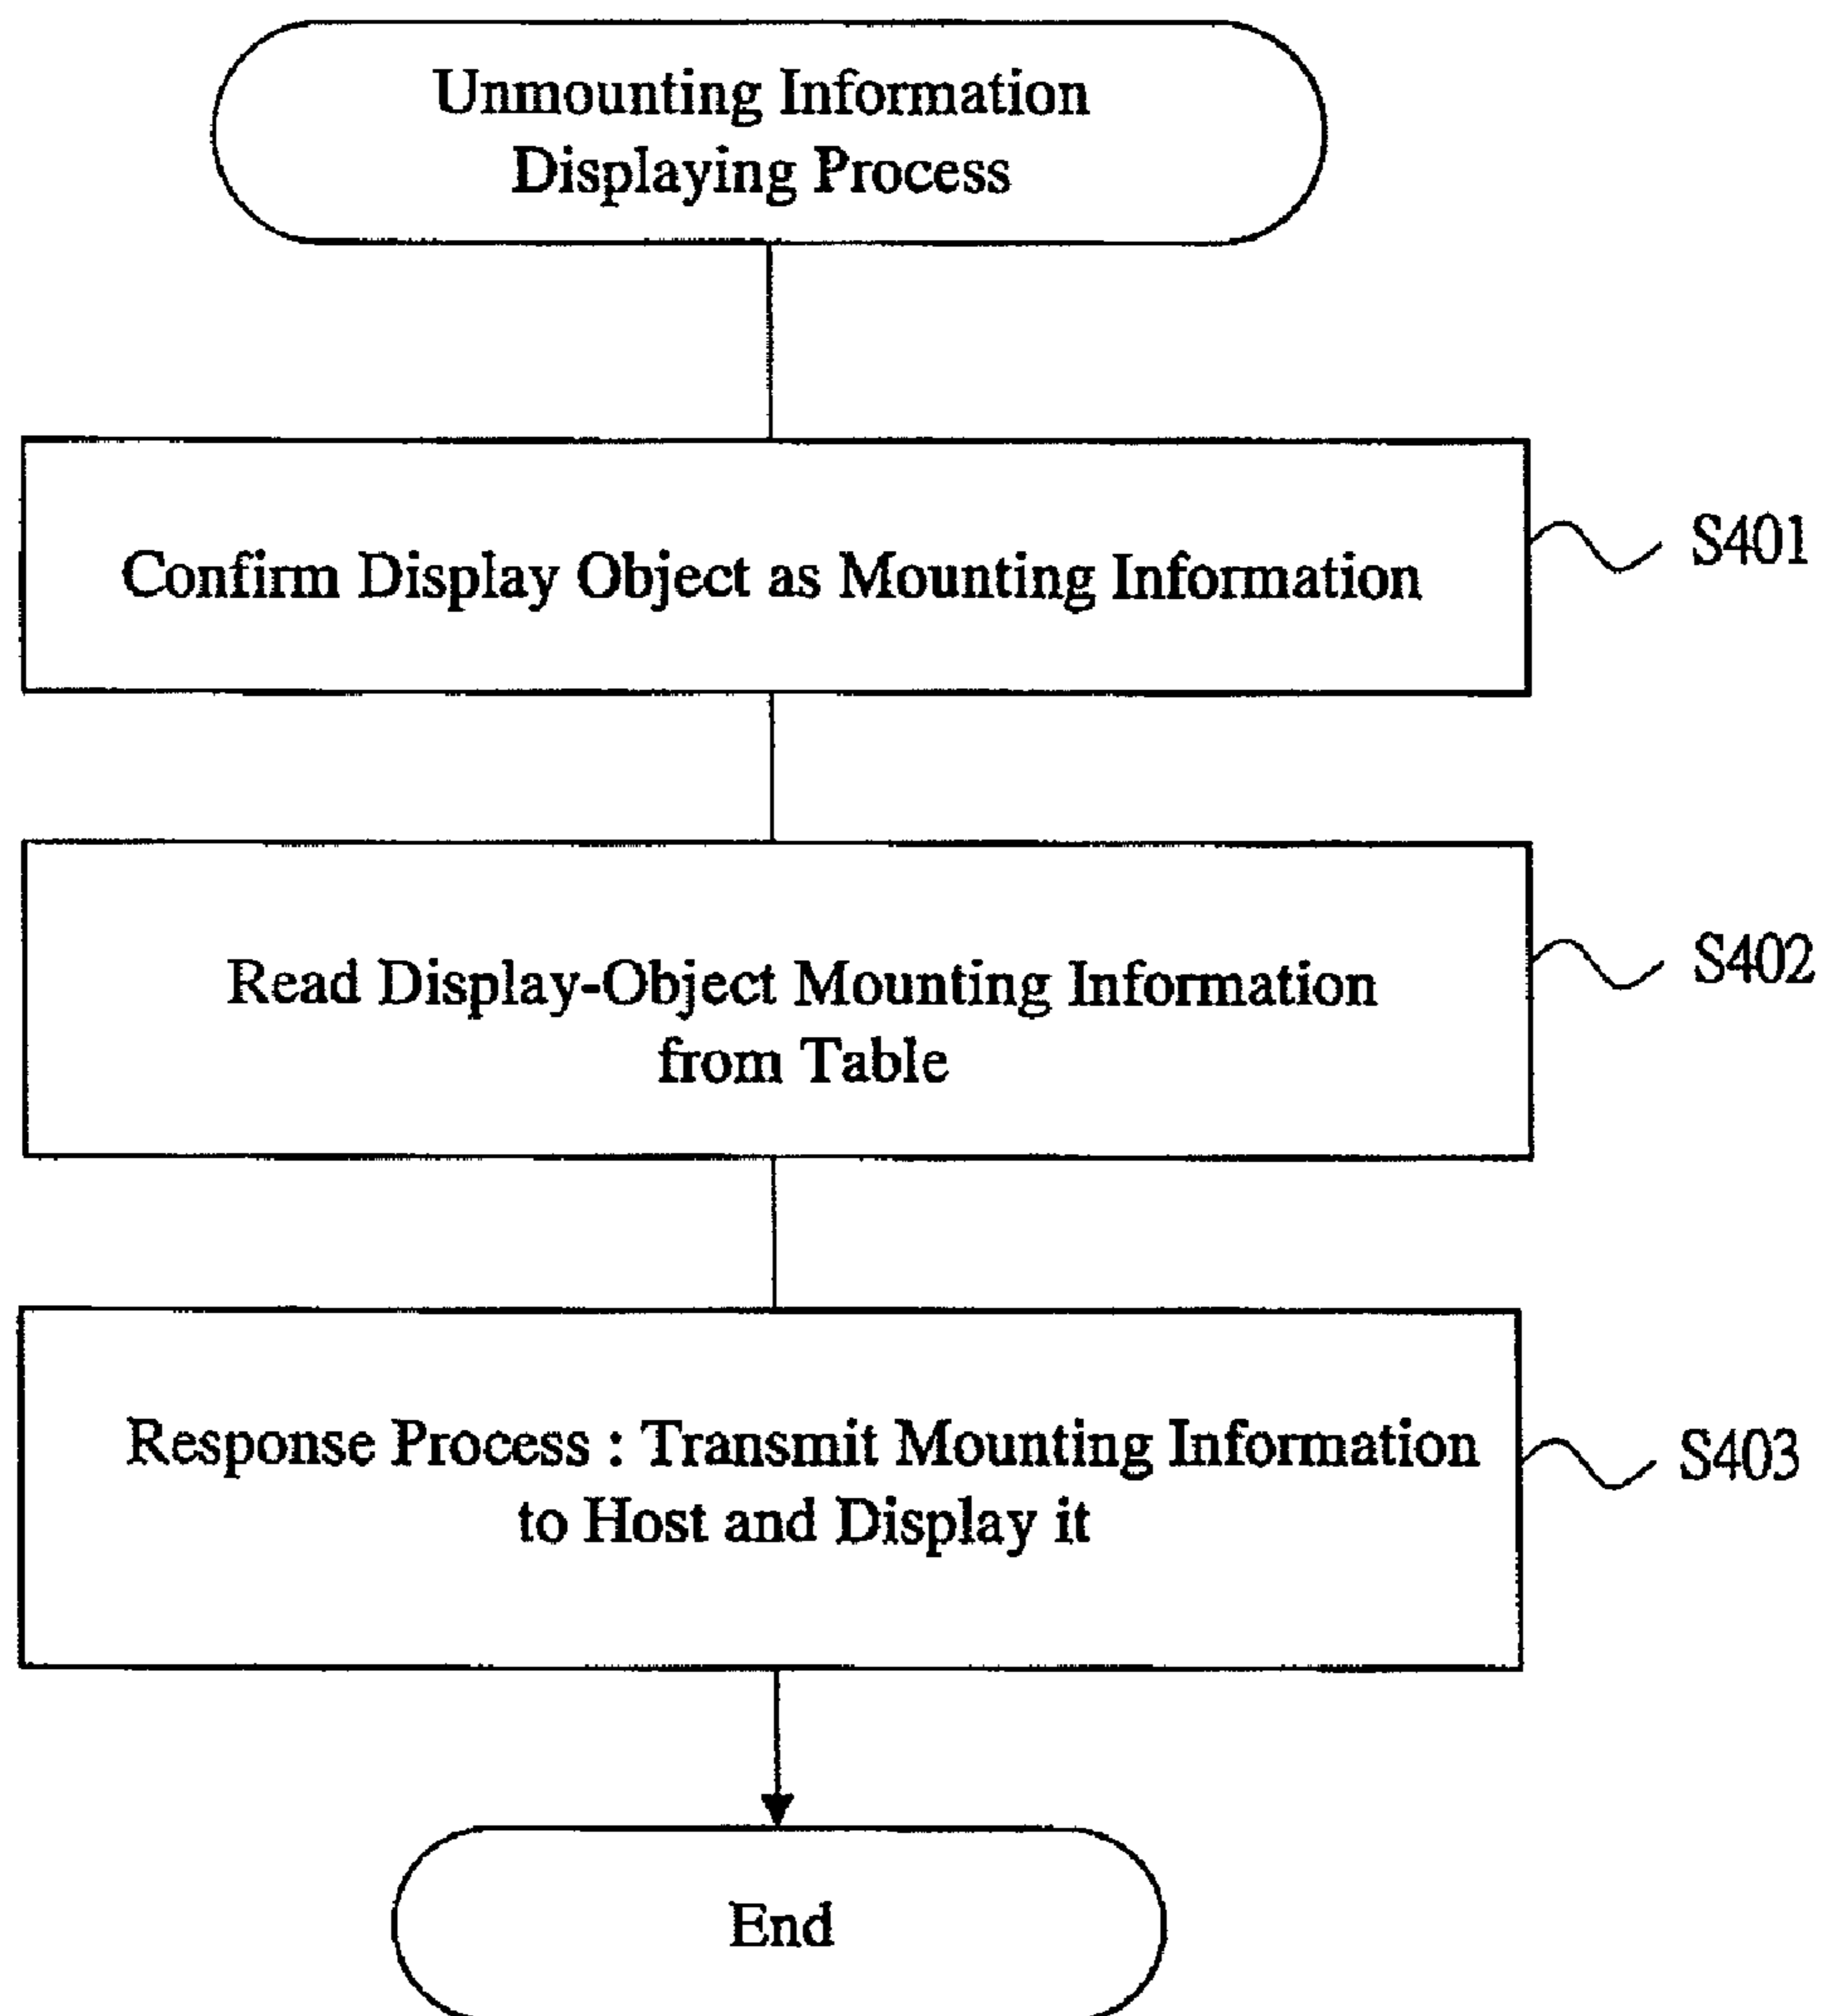 Unmounting Information
Displaying Process
Confirm Display Object as Mounting Information
S401
Read Display-Object Mounting Information
from Table
S402
Response Process : Transmit Mounting Information
to Host and Display it
S403
End